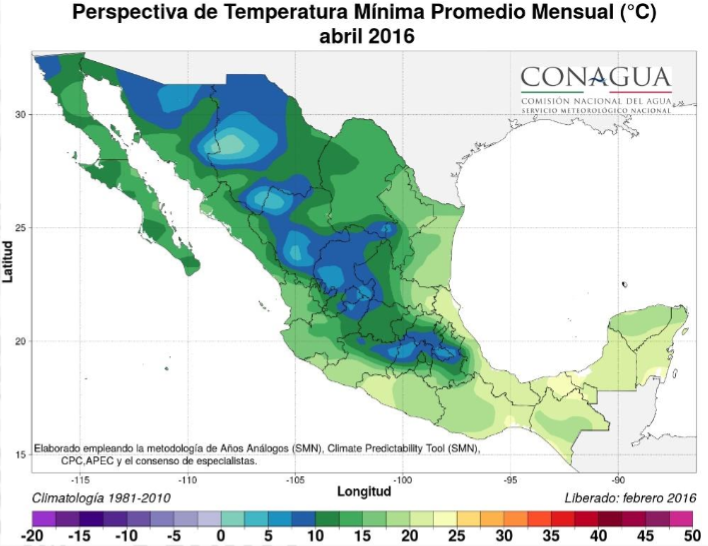 Perspectiva de Temperatura Mínima Promedio Mensual (°C)
abril 2016
CONAGUA
COMISIÓN NACIONAL DEL AGUA
SERVICIO METEOROLÓGICO NACIONAL
30
25
20
15
Latitud
Elaborado empleando la metodología de Años Análogos (SMN), Climate Predictability Tool (SMN),
CPC,APEC y el consenso de especialistas.
-115 -110 -105 -100 -95 -90
Longitud
Climatología 1981-2010
Liberado: febrero 2016
-20 -15 -10 -5 0 5 10 15 20 25 30 35 40 45 50